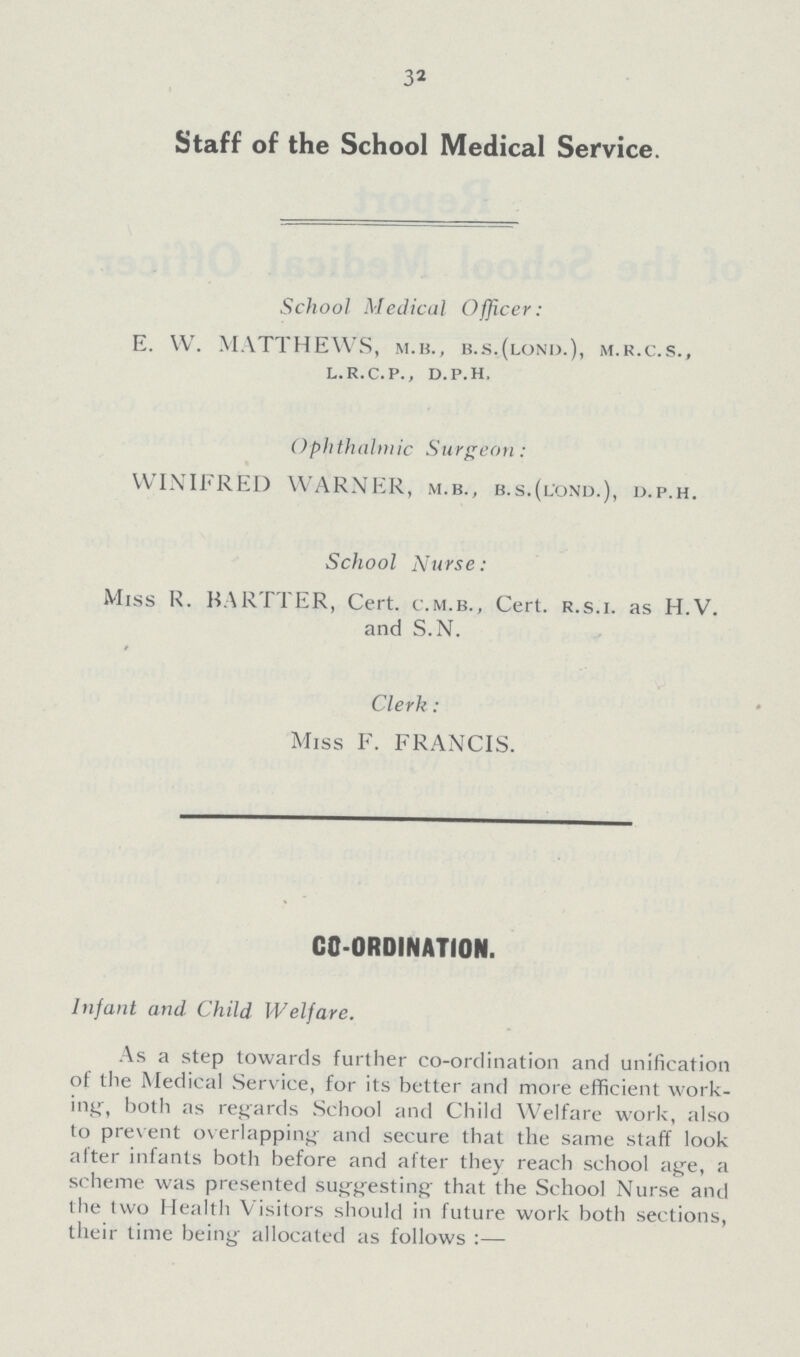 32
Staff of the School Medical Service.
School Medical Officer:
E. W. MATTHEWS, M.B., B.S.(LOND.), M.R.C.S.,
L.R.C.P., D.P.H.
Ophthalmic Surgeon:
WINIFRED WARNER, M.B., B.S.(LOND.), D.P.H.
School Nurse:
Miss R. BARTTER, Cert. C.M.B., Cert. R.S.I. as H.V.
and S.N.
Clerk:
Miss F. FRANCIS.
CO-ORDINATION.
Infant and Child Welfare.
As a step towards further co-ordination and unification
of the Medical Service, for its better and more efficient work-
ing, both as regards School and Child Welfare work, also
to prevent overlapping and secure that the same staff look
after infants both before and after they reach school age, a
scheme was presented suggesting that the School Nurse and
the two Health Visitors should in future work both sections,
their time being allocated as follows :—